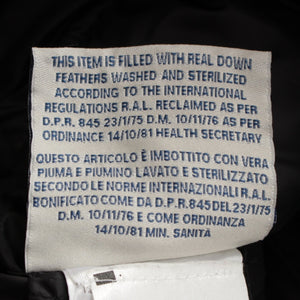 THIS ITEM IS FILLED WITH REAL DOWN
FEATHERS WASHED AND STERILIZED
ACCORDING TO THE INTERNATIONAL
REGULATIONS R.A.L. RECLAIMED AS PER
D.P.R. 845 23/1/75 D.M. 10/11/76 AS PER
ORDINANCE 14/10/81 HEALTH SECRETARY
QUESTO ARTICOLO È IMBOTTITO CON VERA
PIUMA E PIUMINO LAVATO E STERILIZZATO
SECONDO LE NORME INTERNAZIONALI R.A.L.
BONIFICATO COME DA D.P.R. 845 DEL 23/1/75
D.M. 10/11/76 E COME ORDINANZA
14/10/81 MIN. SANITÀ